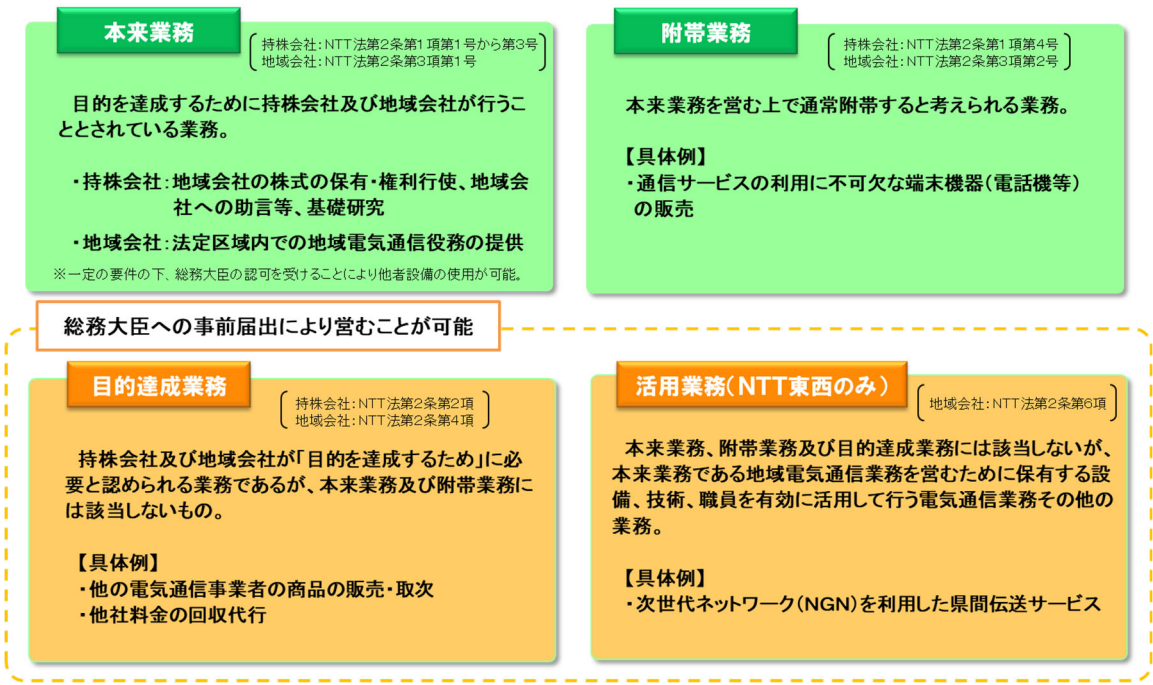 本来業務
持株会社：NTT法第2条第1項第1号から第3号
地域会社：NTT法第2条第3項第1号
目的を達成するために持株会社及び地域会社が行うこ
ととされている業務。
・持株会社：地域会社の株式の保有・権利行使、地域会
社への助言等、基礎研究
・地域会社：法定区域内での地域電気通信役務の提供
※一定の要件の下、総務大臣の認可を受けることにより他者設備の使用が可能。
附帯業務
持株会社：NTT法第2条第1項第4号
地域会社：NTT法第2条第3項第2号
本来業務を営む上で通常附帯すると考えられる業務。
【具体例】
・通信サービスの利用に不可欠な端末機器（電話機等）
の販売
総務大臣への事前届出により営むことが可能
目的達成業務
持株会社：NTT法第2条第2項
地域会社：NTT法第2条第4項
持株会社及び地域会社が「目的を達成するため」に必
要と認められる業務であるが、本来業務及び附帯業務に
は該当しないもの。
【具体例】
・他の電気通信事業者の商品の販売・取次
・他社料金の回収代行
活用業務（NTT東西のみ）
地域会社：NTT法第2条第6項
本来業務、附帯業務及び目的達成業務には該当しないが、
本来業務である地域電気通信業務を営むために保有する設
備、技術、職員を有効に活用して行う電気通信業務その他の
業務。
【具体例】
・次世代ネットワーク（NGN）を利用した県間伝送サービス